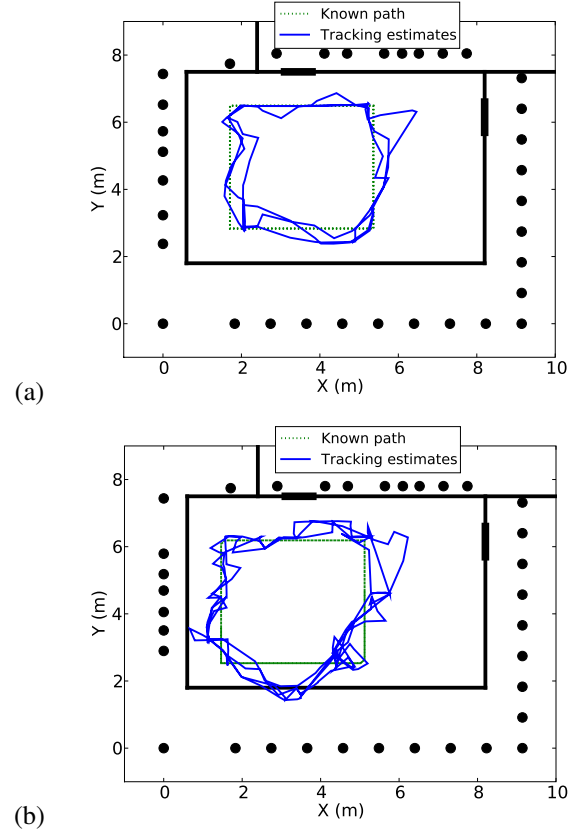 Known path
Tracking estimates
8
6
4
2
0
Y (m)
0 2 4 6 8 10
X (m)
(a)
Known path
Tracking estimates
8
6
4
2
0
Y (m)
0 2 4 6 8 10
X (m)
(b)